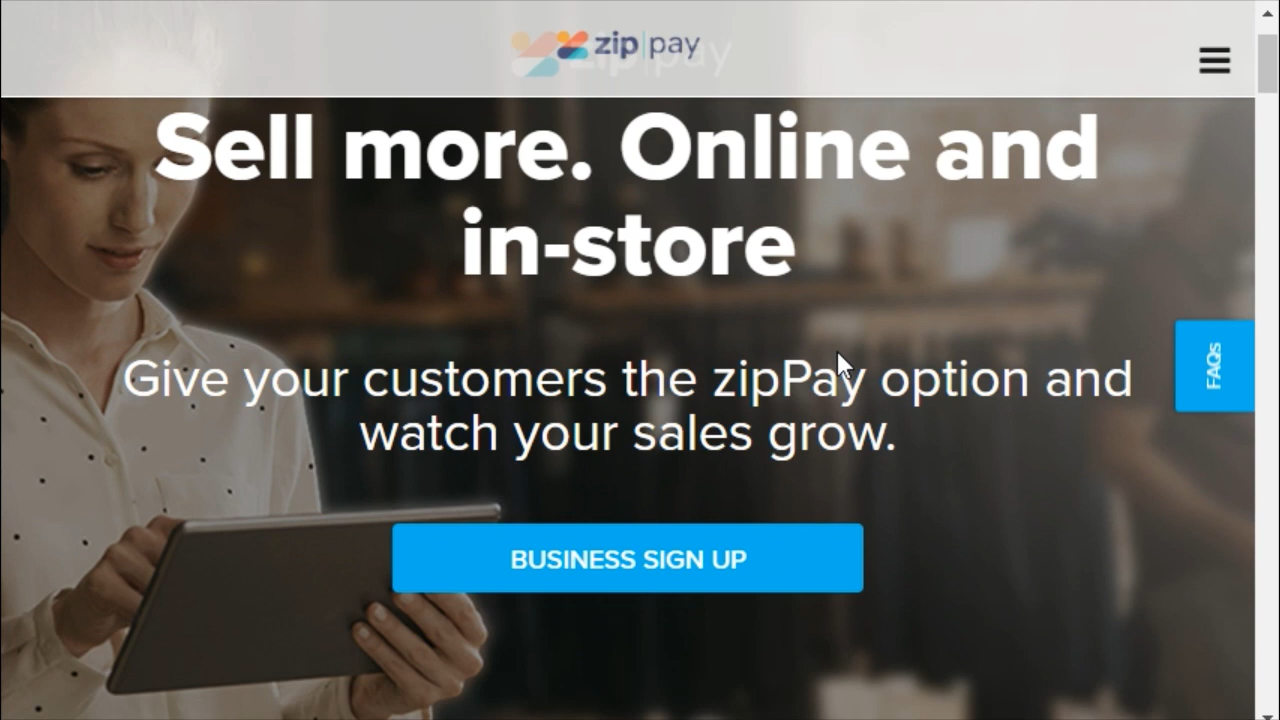 zip pay
Sell more. Online and
in-store
Give your customers the zipPay option and
watch your sales grow.
FAQs
BUSINESS SIGN UP